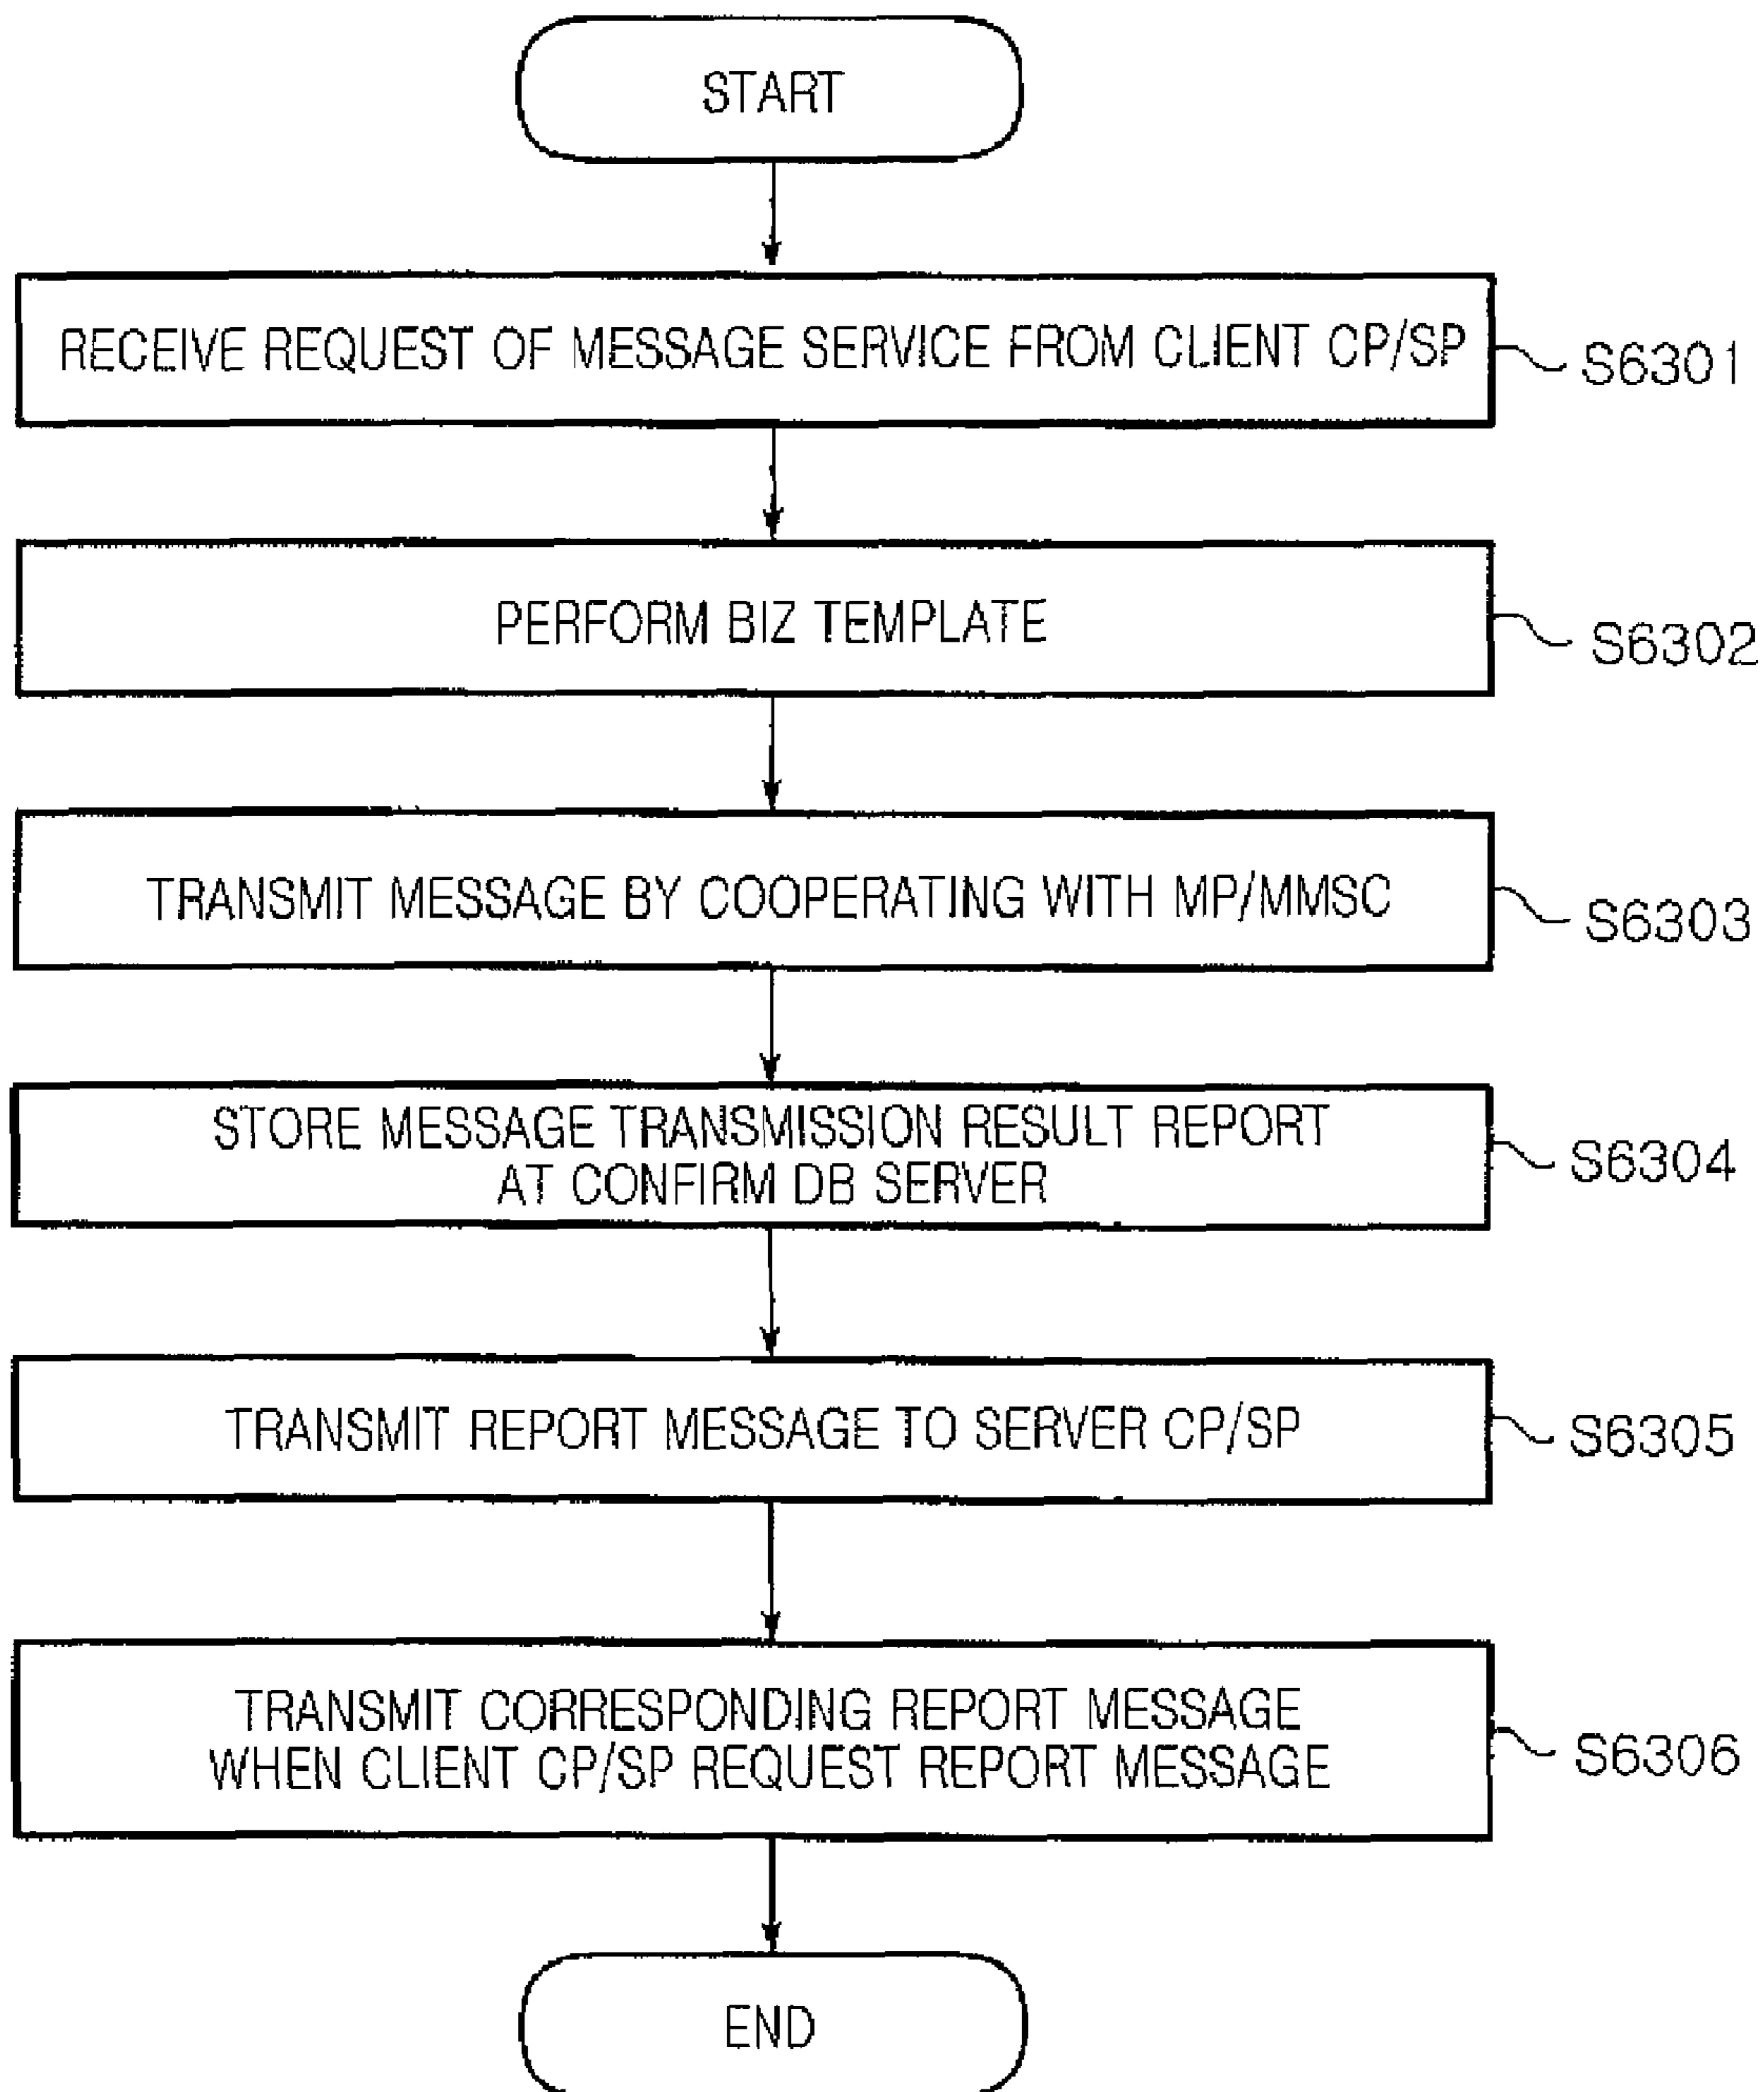 START
RECEIVE REQUEST OF MESSAGE SERVICE FROM CLIENT CP/SP
S6301
PERFORM BIZ TEMPLATE
S6302
TRANSMIT MESSAGE BY COOPERATING WITH MP/MMSC
S6303
STORE MESSAGE TRANSMISSION RESULT REPORT
AT CONFIRM DB SERVER
S6304
TRANSMIT REPORT MESSAGE TO SERVER CP/SP
S6305
TRANSMIT CORRESPONDING REPORT MESSAGE
WHEN CLIENT CP/SP REQUEST REPORT MESSAGE
S6306
END